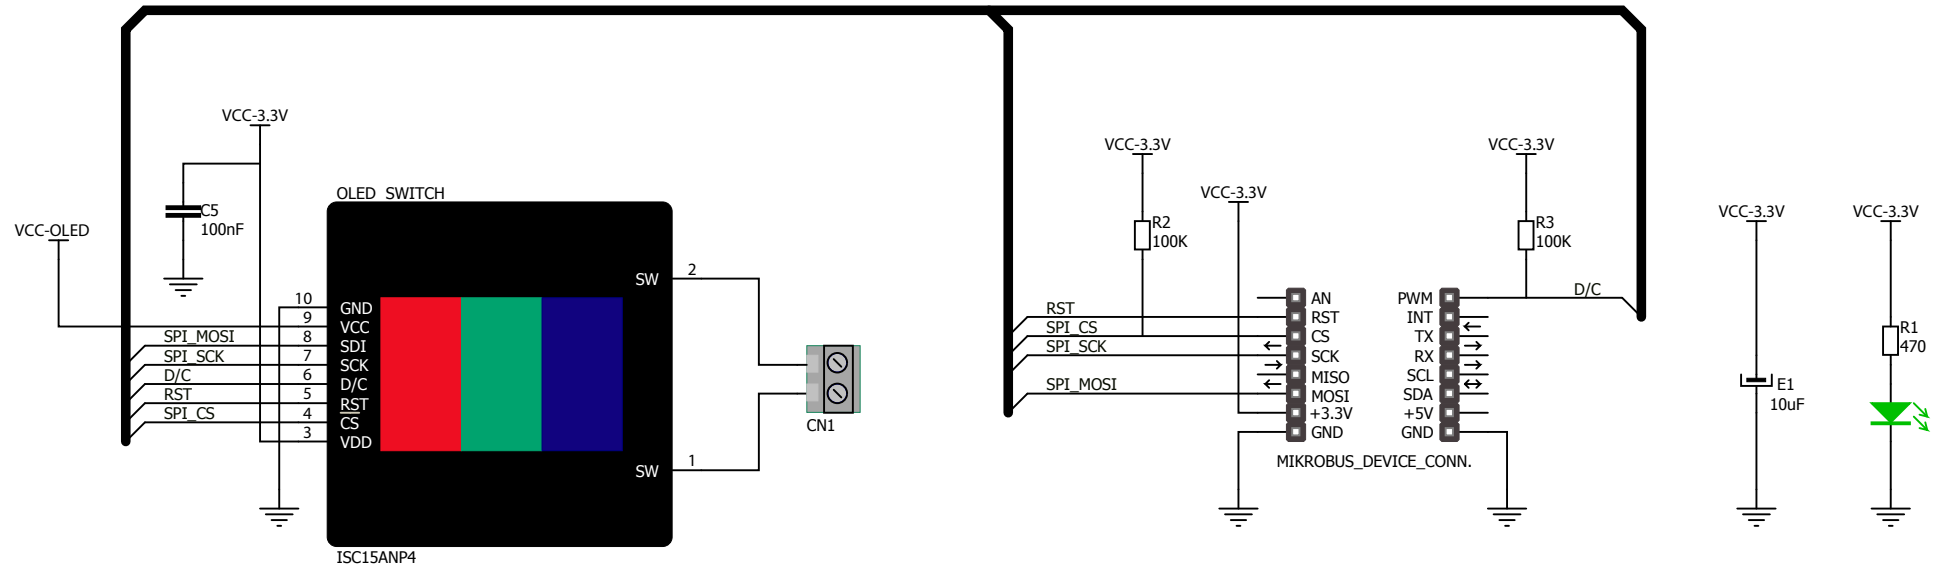 VCC-3.3V
C5
100nF
VCC-OLED
OLED SWITCH
10
9
8
7
6
5
4
3
SPI_MOSI
SPI_SCK
D/C
RST
SPI_CS
GND
VCC
SDI
SCK
D/C
RST
CS
VDD
SW
2
SW
1
ISC15ANP4
CN1
VCC-3.3V
R2
100K
VCC-3.3V
RST
SPI_CS
SPI_SCK
SPI_MOSI
AN
RST
CS
SCK
MISO
MOSI
+3.3V
GND
PWM
INT
TX
RX
SCL
SDA
+5V
GND
MIKROBUS_DEVICE_CONN.
VCC-3.3V
R3
100K
D/C
VCC-3.3V
E1
10uF
VCC-3.3V
R1
470